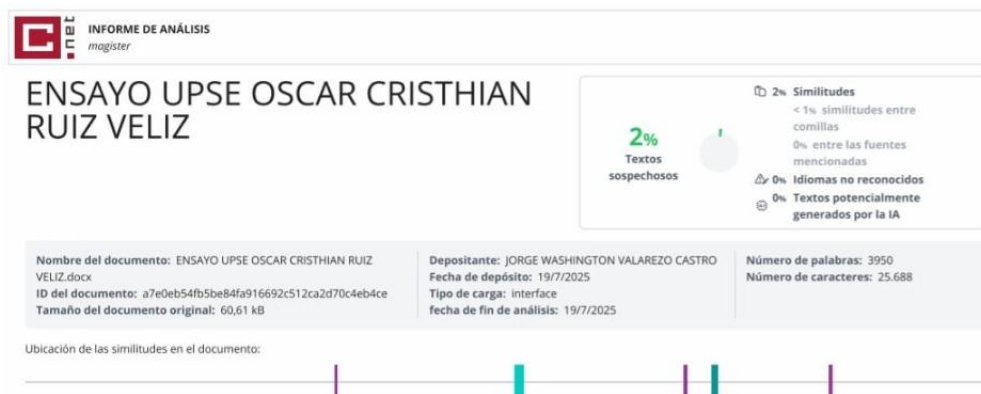 C.net
INFORME DE ANÁLISIS
magister
ENSAYO UPSE OSCAR CRISTHIAN
RUIZ VELIZ
2%
Textos
sospechosos
2% Similitudes
< 1% similitudes entre
comillas
0% entre las fuentes
mencionadas
0% Idiomas no reconocidos
0% Textos potencialmente
generados por la IA
Nombre del documento: ENSAYO UPSE OSCAR CRISTHIAN RUIZ
VELIZ.docx
ID del documento: a7e0eb54fb5be84fa916692c512ca2d70c4eb4ce
Tamaño del documento original: 60,61 kB
Depositante: JORGE WASHINGTON VALAREZO CASTRO
Fecha de depósito: 19/7/2025
Tipo de carga: interface
fecha de fin de análisis: 19/7/2025
Número de palabras: 3950
Número de caracteres: 25.688
Ubicación de las similitudes en el documento: